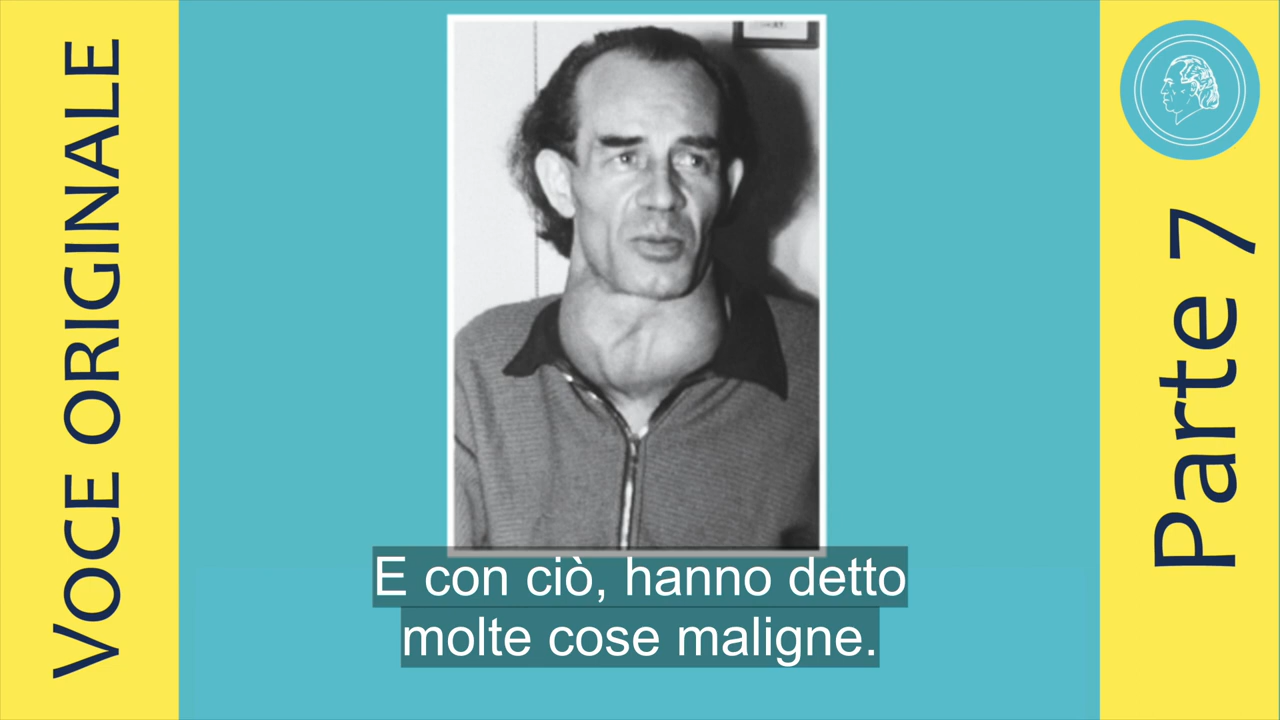 VOCE ORIGINALE
E con ciò, hanno detto
molte cose maligne.
Parte 7